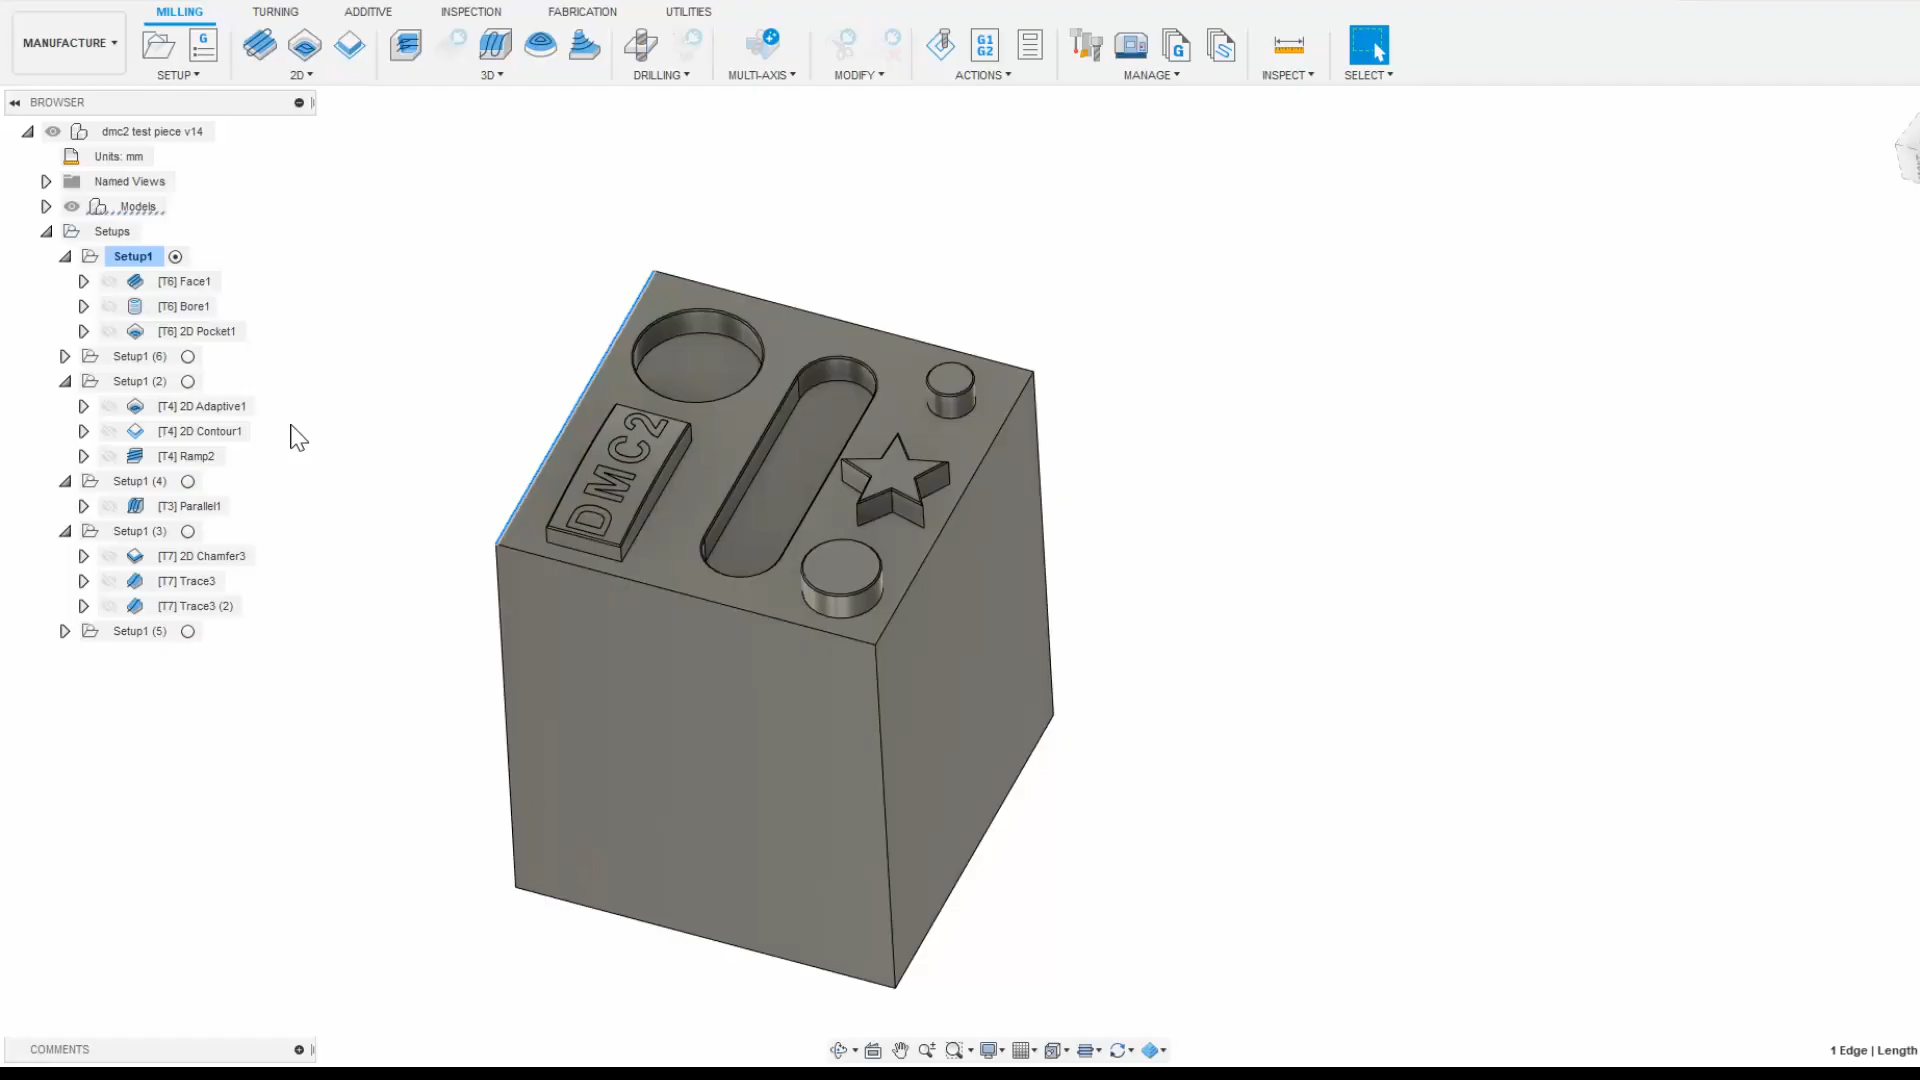 MILLING TURNING ADDITIVE INSPECTION FABRICATION UTILITIES
MANUFACTURE
G G1 G2 G
SETUP 2D 3D DRILLING MULTI-AXIS MODIFY ACTIONS MANAGE INSPECT SELECT
BROWSER
dmc2 test piece v14
Units: mm
Named Views
Models
Setups
Setup1
[T6] Face1
[T6] Bore1
[T6] 2D Pocket1
Setup1 (6)
Setup1 (2)
[T4] 2D Adaptive1
[T4] 2D Contour1
[T4] Ramp2
Setup1 (4)
[T3] Parallel1
Setup1 (3)
[T7] 2D Chamfer3
[T7] Trace3
[T7] Trace3 (2)
Setup1 (5)
DMC2
COMMENTS
1 Edge | Length